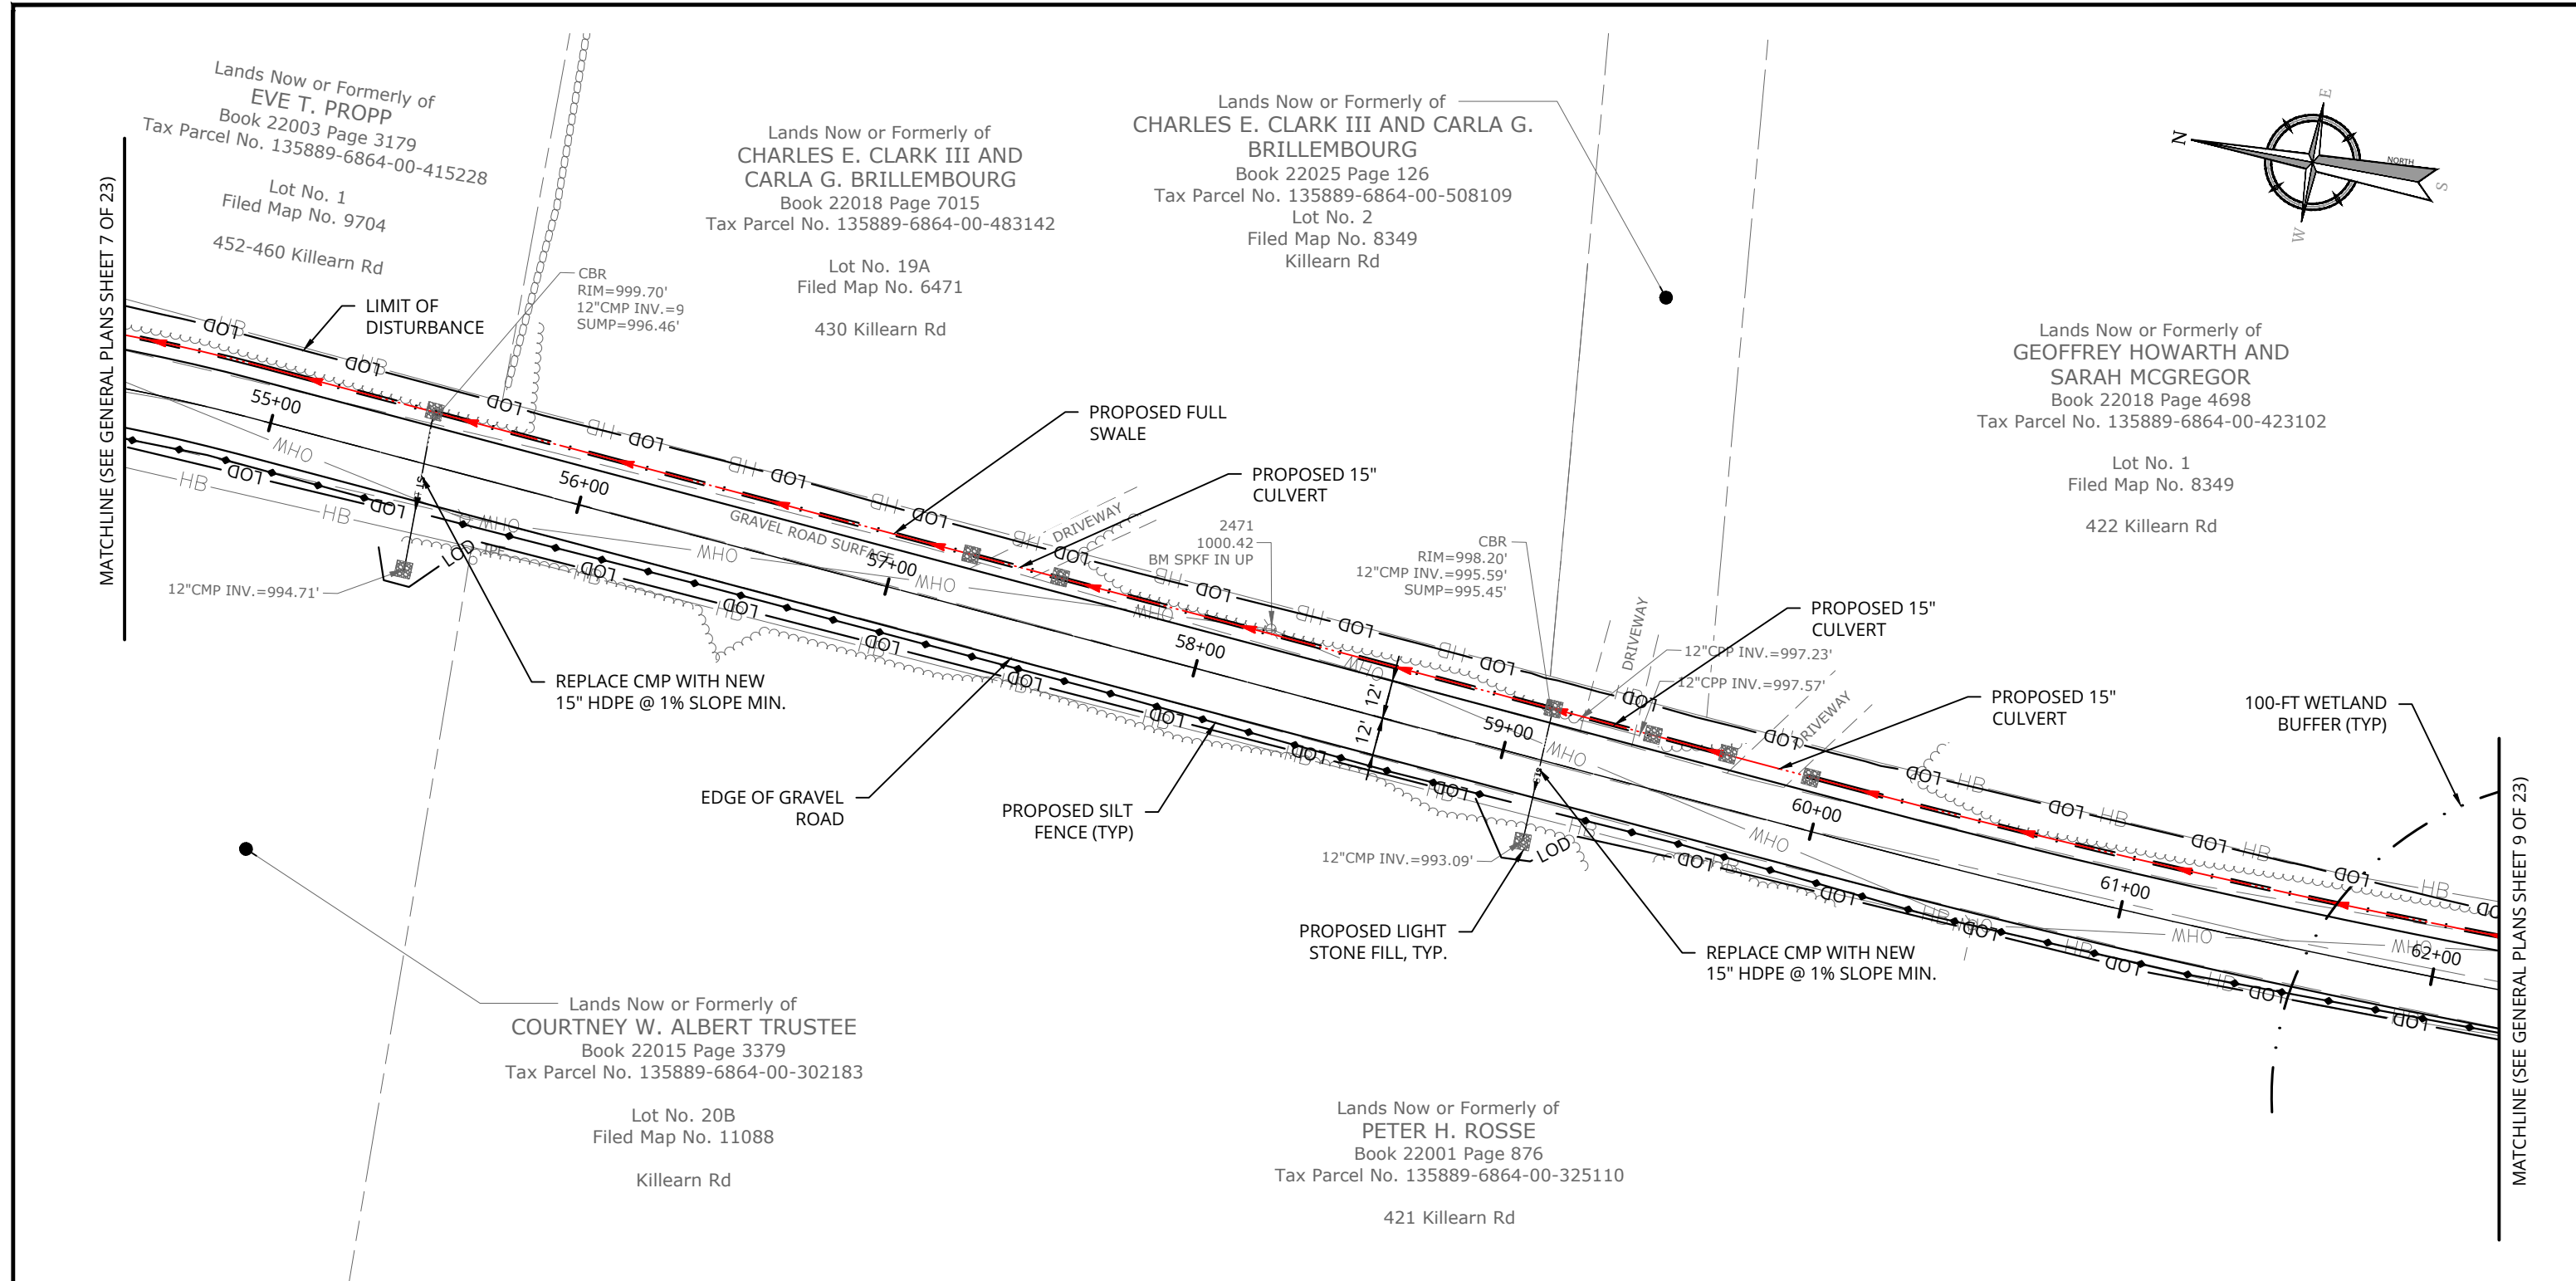 MATCHLINE (SEE GENERAL PLANS SHEET 7 OF 23)
Lands Now or Formerly of
EVE T. PROPP
Book 22003 Page 3179
Tax Parcel No. 135889-6864-00-415228
Lot No. 1
Filed Map No. 9704
452-460 Killearn Rd
Lands Now or Formerly of
CHARLES E. CLARK III AND
CARLA G. BRILLEMBOURG
Book 22018 Page 7015
Tax Parcel No. 135889-6864-00-483142
Lot No. 19A
Filed Map No. 6471
430 Killearn Rd
Lands Now or Formerly of
CHARLES E. CLARK III AND CARLA G.
BRILLEMBOURG
Book 22025 Page 126
Tax Parcel No. 135889-6864-00-508109
Lot No. 2
Filed Map No. 8349
Killearn Rd
N
E
S
W
NORTH
Lands Now or Formerly of
GEOFFREY HOWARTH AND
SARAH MCGREGOR
Book 22018 Page 4698
Tax Parcel No. 135889-6864-00-423102
Lot No. 1
Filed Map No. 8349
422 Killearn Rd
LIMIT OF
DISTURBANCE
CBR
RIM=999.70'
12"CMP INV.=9
SUMP=996.46'
PROPOSED FULL
SWALE
PROPOSED 15"
CULVERT
DRIVEWAY
2471
1000.42
BM SPKF IN UP
CBR
RIM=998.20'
12"CMP INV.=995.59'
SUMP=995.45'
DRIVEWAY
12"CPP INV.=997.23'
12"CPP INV.=997.57'
PROPOSED 15"
CULVERT
DRIVEWAY
PROPOSED 15"
CULVERT
100-FT WETLAND
BUFFER (TYP)
55+00
56+00
57+00
58+00
59+00
60+00
61+00
62+00
GRAVEL ROAD SURFACE
12'
12'
LOD
HB
OHW
IPF
12"CMP INV.=994.71'
REPLACE CMP WITH NEW
15" HDPE @ 1% SLOPE MIN.
EDGE OF GRAVEL
ROAD
PROPOSED SILT
FENCE (TYP)
12"CMP INV.=993.09'
PROPOSED LIGHT
STONE FILL, TYP.
REPLACE CMP WITH NEW
15" HDPE @ 1% SLOPE MIN.
Lands Now or Formerly of
COURTNEY W. ALBERT TRUSTEE
Book 22015 Page 3379
Tax Parcel No. 135889-6864-00-302183
Lot No. 20B
Filed Map No. 11088
Killearn Rd
Lands Now or Formerly of
PETER H. ROSSE
Book 22001 Page 876
Tax Parcel No. 135889-6864-00-325110
421 Killearn Rd
MATCHLINE (SEE GENERAL PLANS SHEET 9 OF 23)